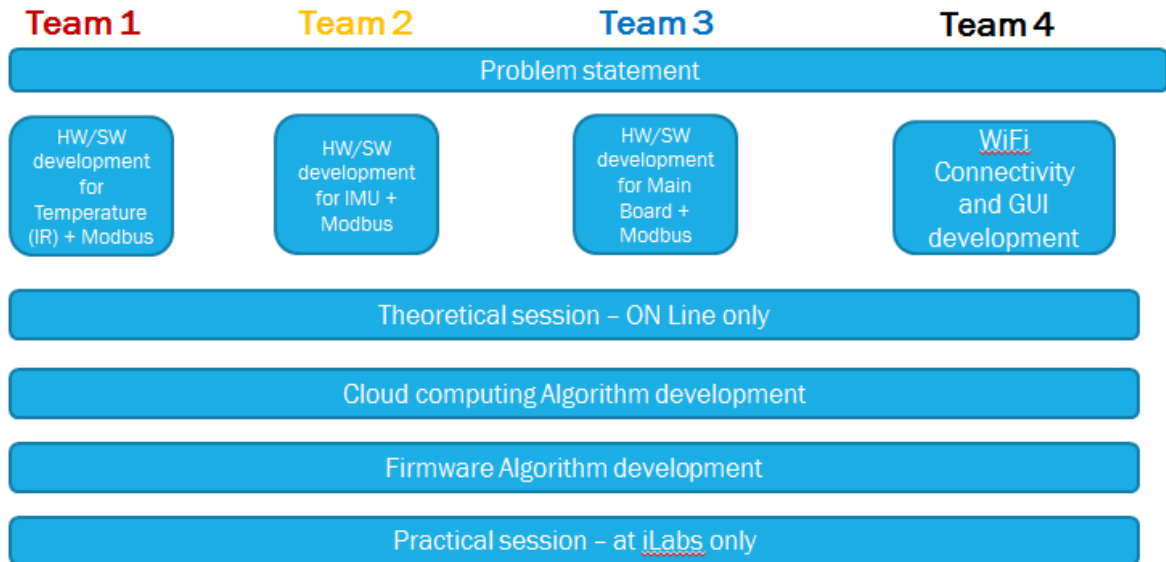 Team 1
Team 2
Team 3
Team 4
Problem statement
HW/SW
development
for
Temperature
(IR) + Modbus
HW/SW
development
for IMU +
Modbus
HW/SW
development
for Main
Board +
Modbus
WiFi
Connectivity
and GUI
development
Theoretical session – ON Line only
Cloud computing Algorithm development
Firmware Algorithm development
Practical session – at iLabs only